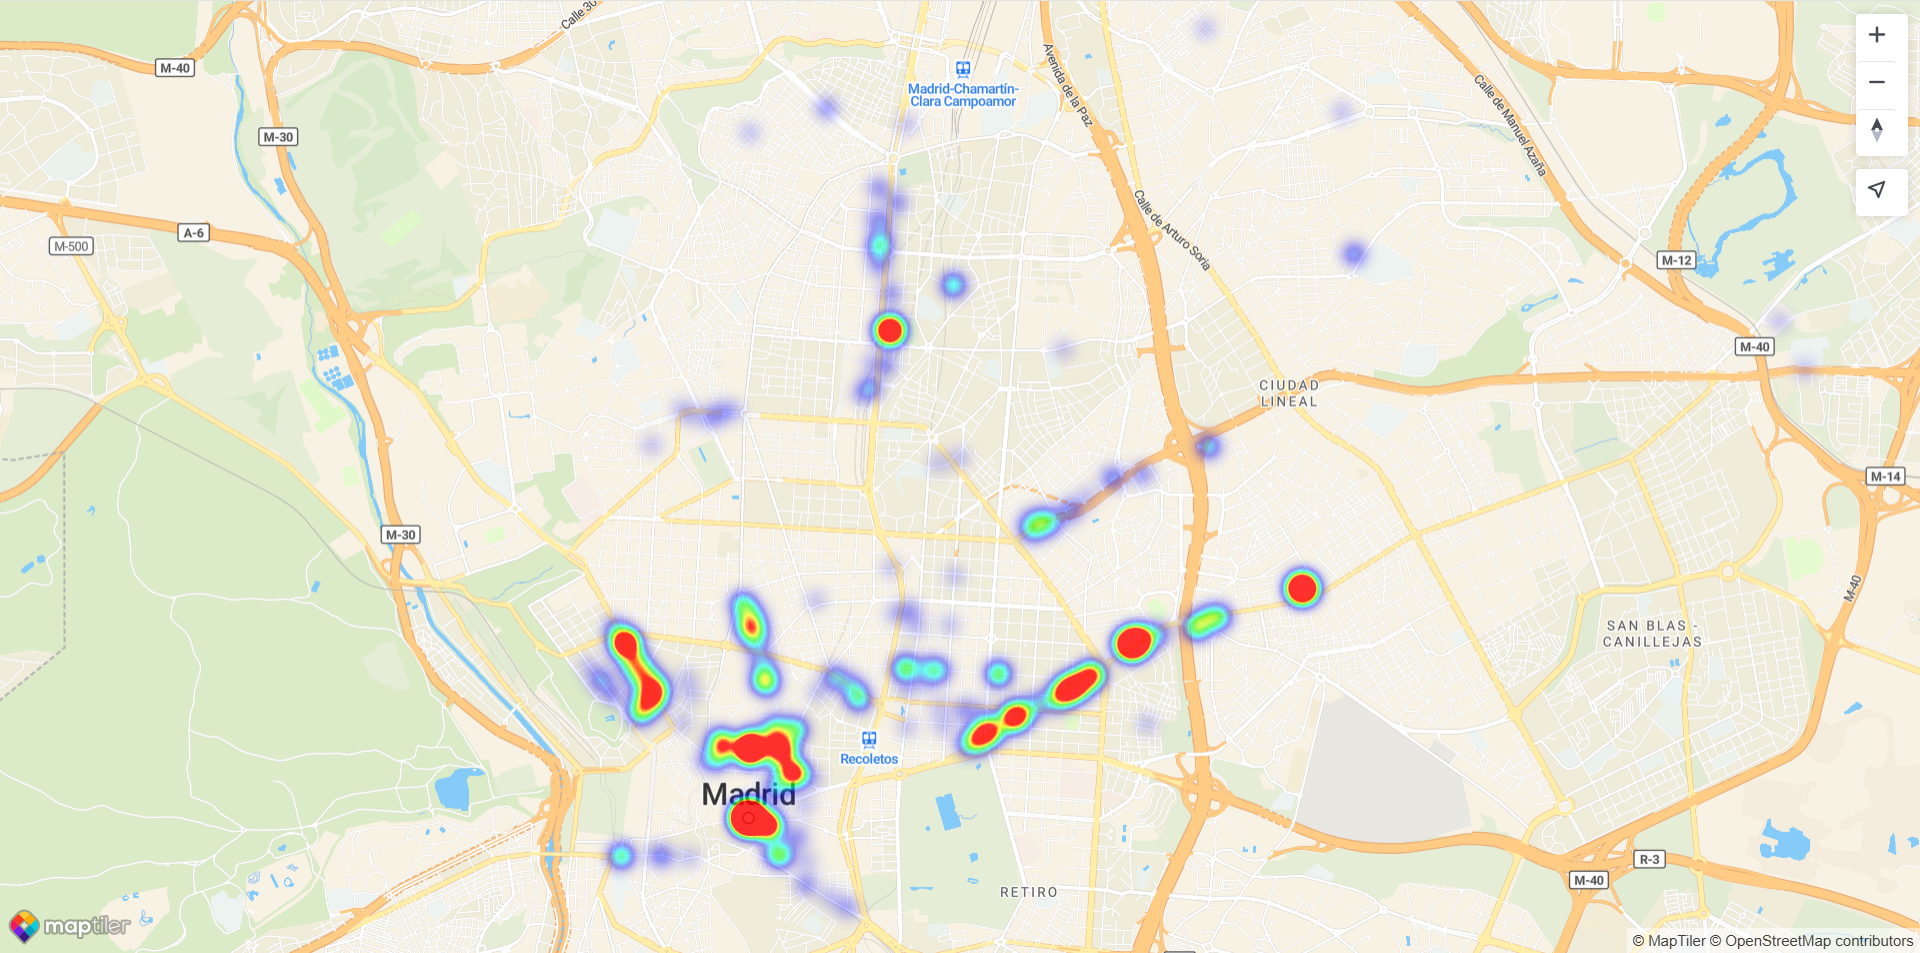 Calle 30
M-40
Madrid-Chamartín-
Clara Campoamor
Avenida de la Paz
Calle de Manuel Azaña
M-30
Calle de Arturo Soria
A-6
M-500
M-12
M-40
CIUDAD
LINEAL
M-14
M-30
M-40
SAN BLAS -
CANILLEJAS
Recoletos
Madrid
R-3
M-40
RETIRO
maptiler
© MapTiler © OpenStreetMap contributors